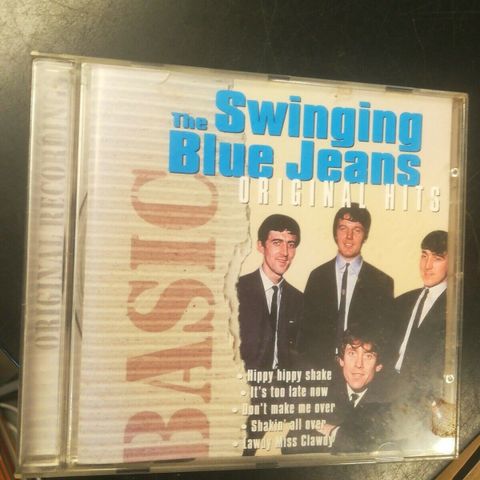 The Swinging
Blue Jeans
ORIGINAL HITS
BASIC
ORIGINAL RECORDING
• Hippy hippy shake
• It's too late now
• Don't make me over
• Shakin' all over
• Lawdy Miss Clawdy